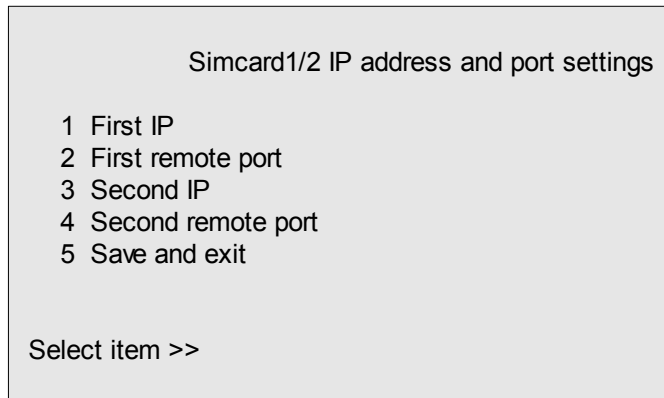 Simcard1/2 IP address and port settings
1 First IP
2 First remote port
3 Second IP
4 Second remote port
5 Save and exit
Select item >>